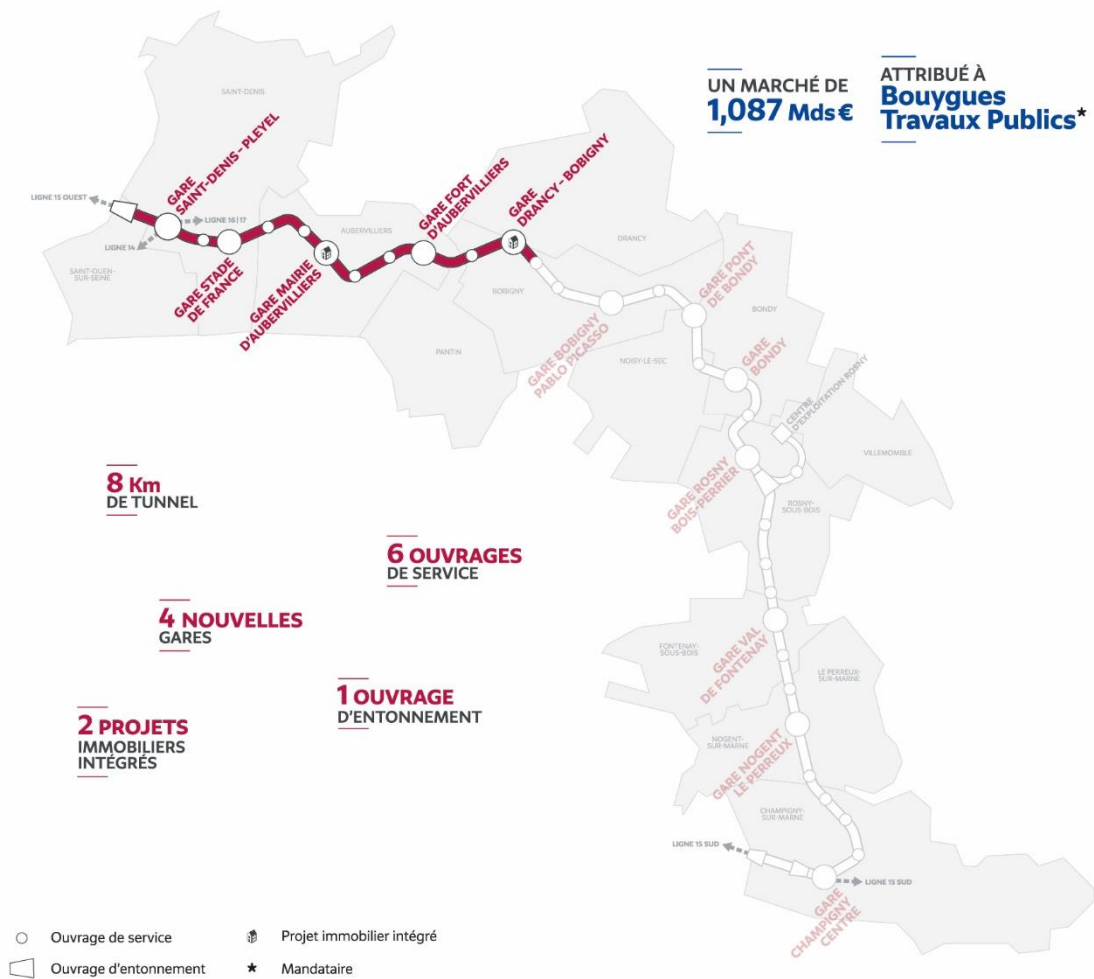 UN MARCHÉ DE
1,087 Mds €
ATTRIBUÉ À
Bouygues
Travaux Publics*
SAINT-DENIS
GARE
SAINT-DENIS – PLEYEL
LIGNE 15 OUEST
LIGNE 16 | 17
LIGNE 14
SAINT-OUEN-
SUR-SEINE
GARE STADE
DE FRANCE
GARE MAIRIE
D'AUBERVILLIERS
AUBERVILLIERS
GARE FORT
D'AUBERVILLIERS
GARE
DRANCY – BOBIGNY
DRANCY
BOBIGNY
PANTIN
GARE BOBIGNY
PABLO PICASSO
NOISY-LE-SEC
GARE PONT
DE BONDY
BONDY
GARE
BONDY
CENTRE
D'EXPLOITATION ROSNY
VILLEMOMBLE
GARE ROSNY
BOIS-PERRIER
ROSNY-
SOUS-BOIS
8 Km
DE TUNNEL
6 OUVRAGES
DE SERVICE
4 NOUVELLES
GARES
1 OUVRAGE
D'ENTONNEMENT
2 PROJETS
IMMOBILIERS
INTÉGRÉS
FONTENAY-
SOUS-BOIS
GARE VAL
DE FONTENAY
LE PERREUX-
SUR-MARNE
NOGENT-
SUR-MARNE
GARE NOGENT
LE PERREUX
CHAMPIGNY-
SUR-MARNE
LIGNE 15 SUD
LIGNE 15 SUD
GARE
CHAMPIGNY
CENTRE
Ouvrage de service
Projet immobilier intégré
Ouvrage d'entonnement
* Mandataire